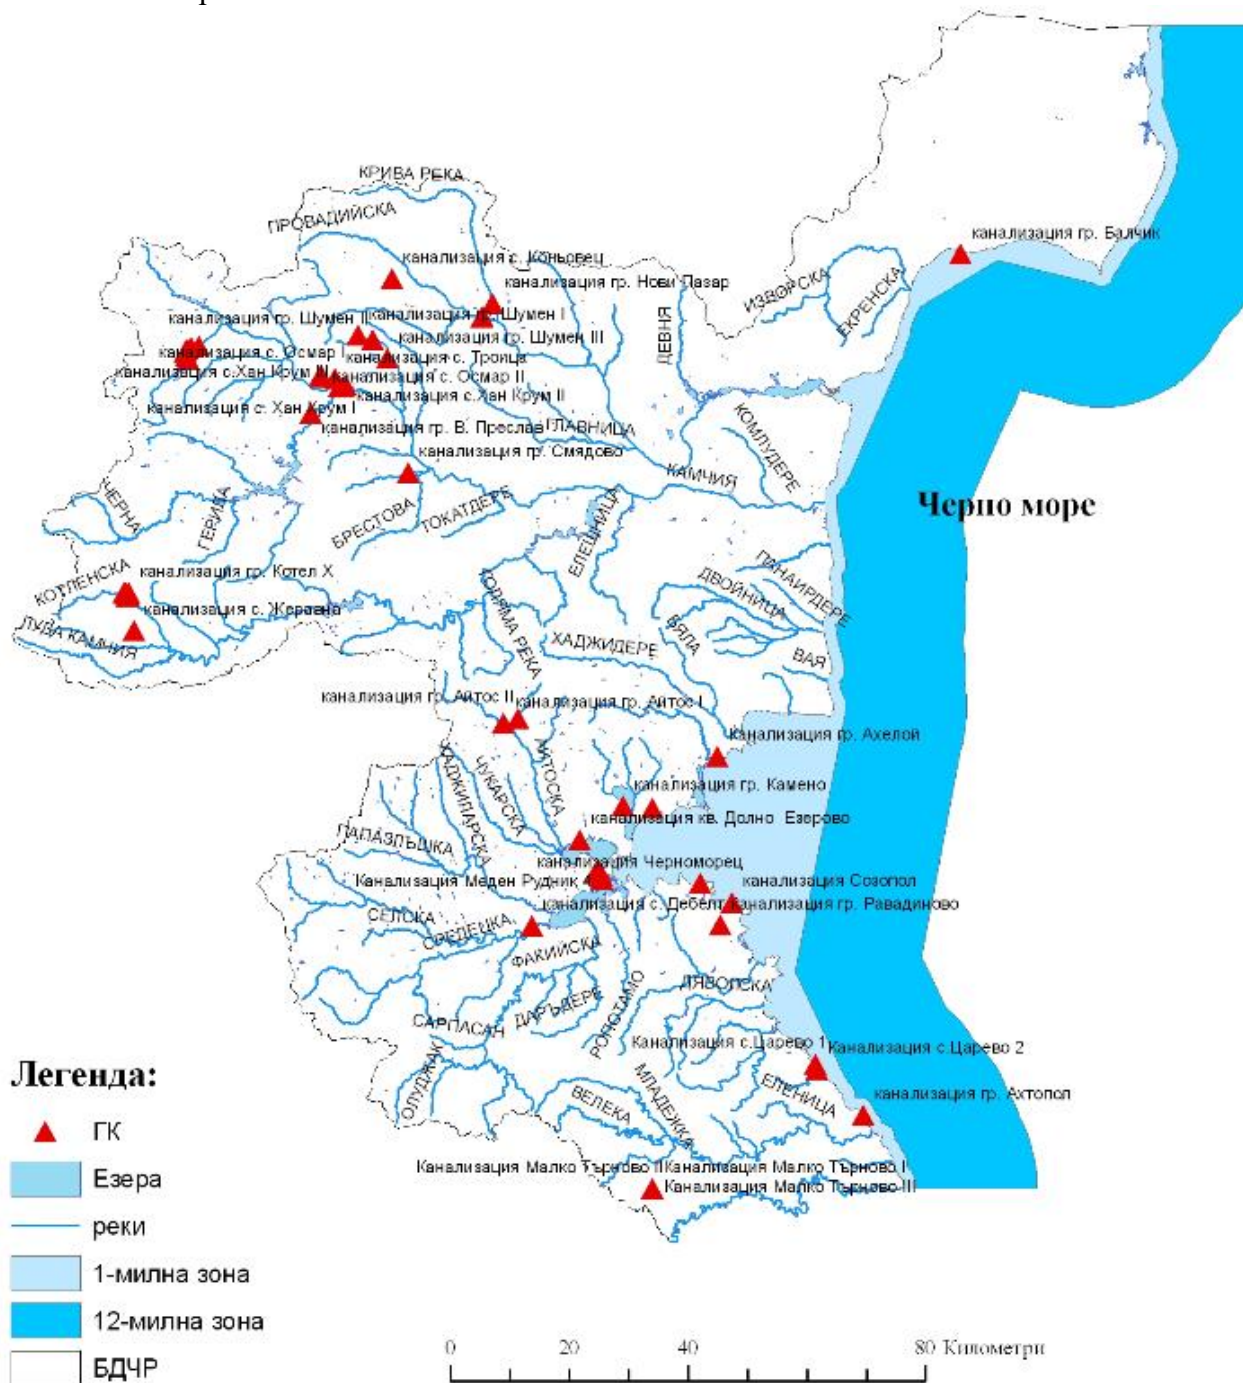 КРИВА РЕКА
ПРОВАДИЙСКА
канализация гр. Балчик
канализация с. Коньовец
канализация гр. Нови Пазар
ИЗВОРСКА
ЕКРЕНСКА
ДЕВНЯ
канализация гр. Шумен II
канализация гр. Шумен I
канализация гр. Шумен III
канализация с. Осмар I
канализация с. Троица
канализация с.Хан Крум III
канализация с. Осмар II
канализация с.Хан Крум II
канализация с. Хан Крум I
канализация гр. В. Преслав
ГЛАВНИЦА
КОМЛУДЕРЕ
канализация гр. Смядово
КАМЧИЯ
Черно море
ЧЕРНА
ГЕРИЛА
БРЕСТОВА
ТОКАТДЕРЕ
ЕЛЕШНИЦА
ПАНАИРДЕРЕ
ДВОЙНИЦА
КОТЛЕНСКА
канализация гр. Котел X
канализация с. Жеравна
ЛУДА КАМЧИЯ
ГОЛЯМА РЕКА
ХАДЖИДЕРЕ
БЯЛА
ВАЯ
канализация гр. Айтос II
канализация гр. Айтос I
канализация гр. Ахелой
АЙТОСКА
ЧУКАРСКА
ХАДЖИЛАРСКА
канализация гр. Камено
канализация кв. Долно Езерово
ПАПАЗЛЪШКА
канализация Черноморец
Канализация Меден Рудник 4
канализация Созопол
канализация с. Дебелт
канализация гр. Равадиново
СЕЛСКА
СРЕДЕЦКА
ФАКИЙСКА
ДЯВОЛСКА
ДАРЪДЕРЕ
РОПОТАМО
САРПАСАН
Канализация с.Царево 1
Канализация с.Царево 2
ОЛУДЖАК
МЛАДЕЖКА
ЕЛЕНИЦА
ВЕЛЕКА
канализация гр. Ахтопол
Канализация Малко Търново II
Канализация Малко Търново I
Канализация Малко Търново III
Легенда:
ГК
Езера
реки
1-милна зона
12-милна зона
БДЧР
0 20 40 80 Километри